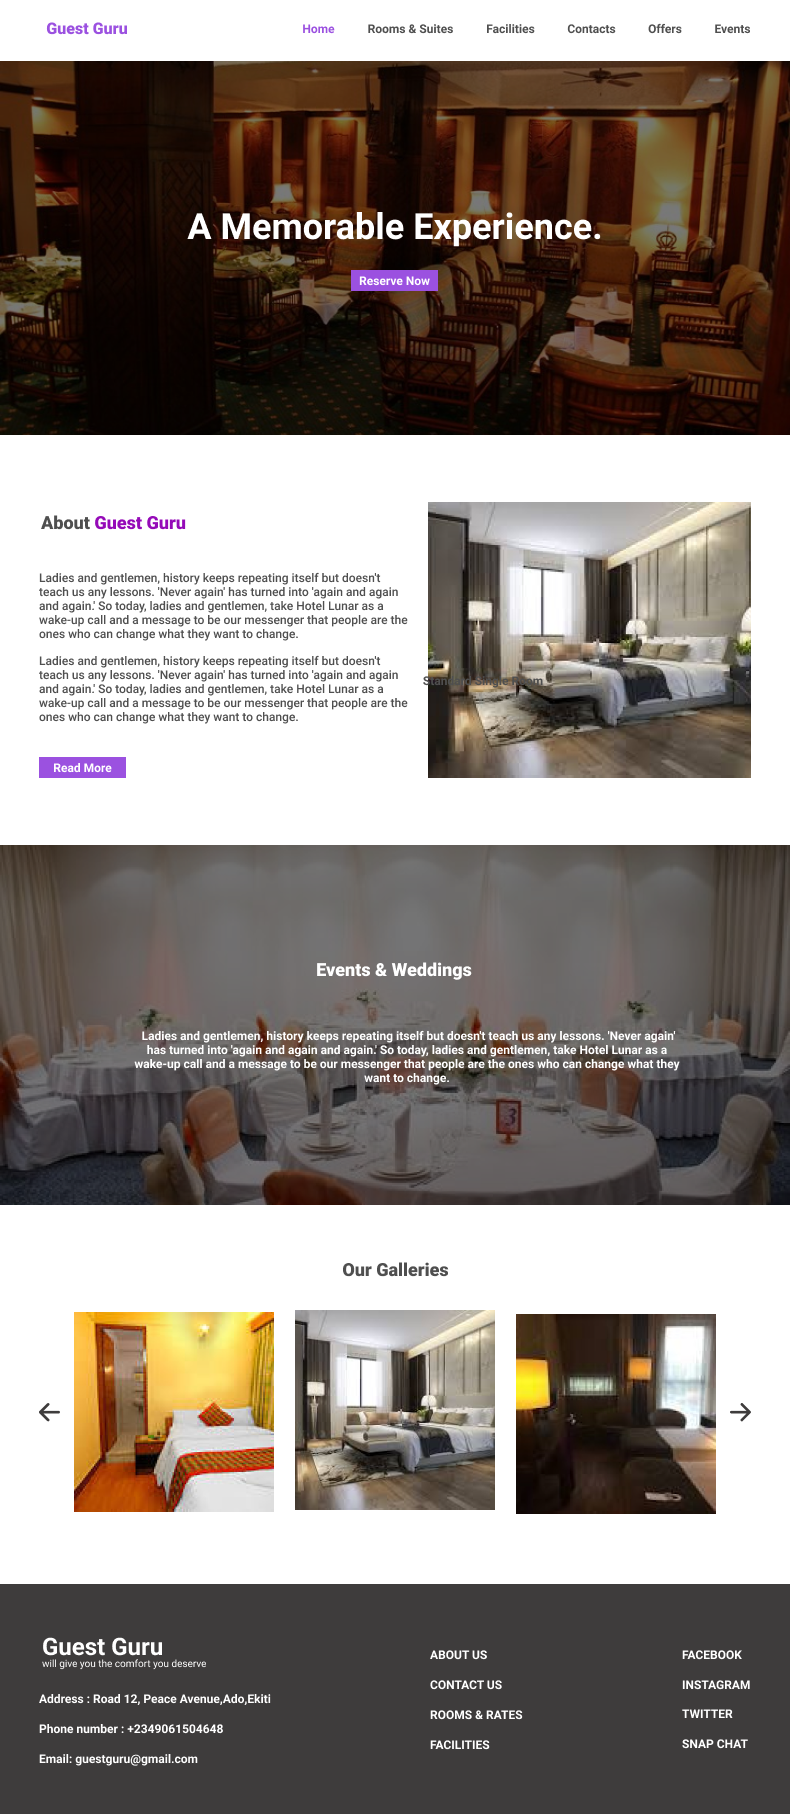 Guest Guru
Home Rooms & Suites Facilities Contacts Offers Events
A Memorable Experience.
Reserve Now
About Guest Guru
Ladies and gentlemen, history keeps repeating itself but doesn't
teach us any lessons. 'Never again' has turned into 'again and again
and again.' So today, ladies and gentlemen, take Hotel Lunar as a
wake-up call and a message to be our messenger that people are the
ones who can change what they want to change.
Ladies and gentlemen, history keeps repeating itself but doesn't
teach us any lessons. 'Never again' has turned into 'again and again
and again.' So today, ladies and gentlemen, take Hotel Lunar as a
wake-up call and a message to be our messenger that people are the
ones who can change what they want to change.
Read More
Standard Single Room
Events & Weddings
Ladies and gentlemen, history keeps repeating itself but doesn't teach us any lessons. 'Never again'
has turned into 'again and again and again.' So today, ladies and gentlemen, take Hotel Lunar as a
wake-up call and a message to be our messenger that people are the ones who can change what they
want to change.
3
Our Galleries
Guest Guru
will give you the comfort you deserve
Address : Road 12, Peace Avenue,Ado,Ekiti
Phone number : +2349061504648
Email: guestguru@gmail.com
ABOUT US
CONTACT US
ROOMS & RATES
FACILITIES
FACEBOOK
INSTAGRAM
TWITTER
SNAP CHAT